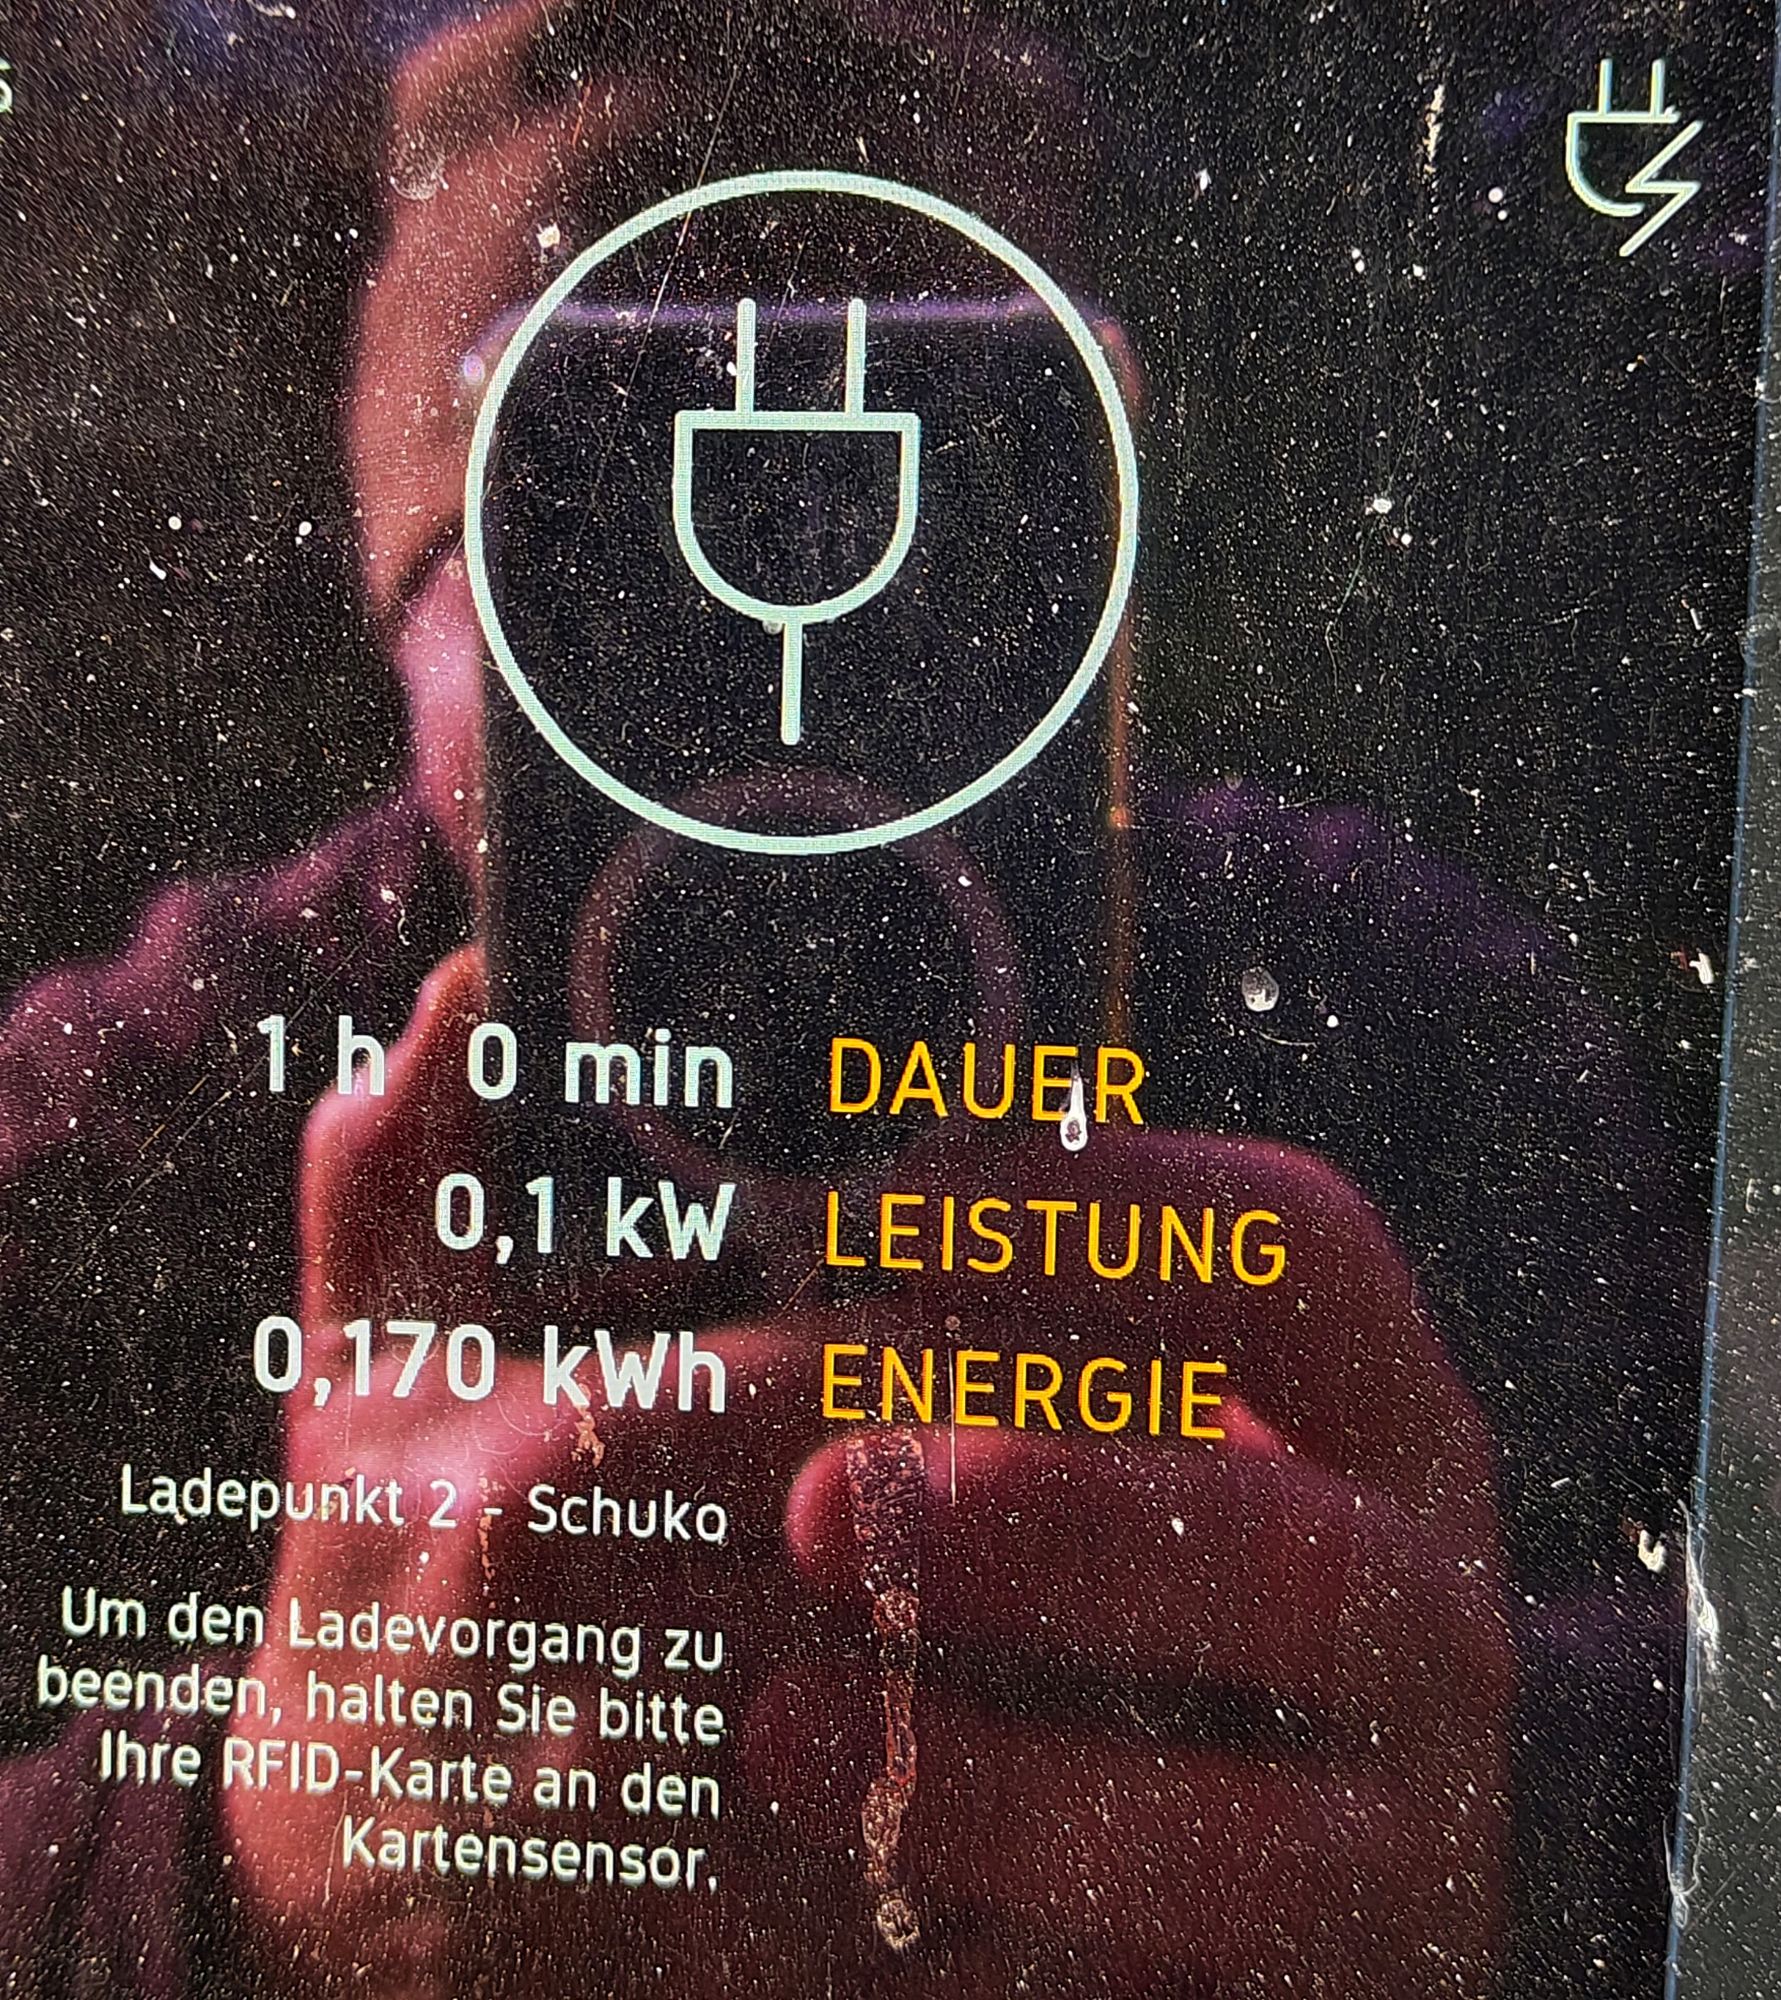 1 h 0 min DAUER
0,1 kW LEISTUNG
0,170 kWh ENERGIE
Ladepunkt 2 - Schuko
Um den Ladevorgang zu
beenden, halten Sie bitte
Ihre RFID-Karte an den
Kartensensor.